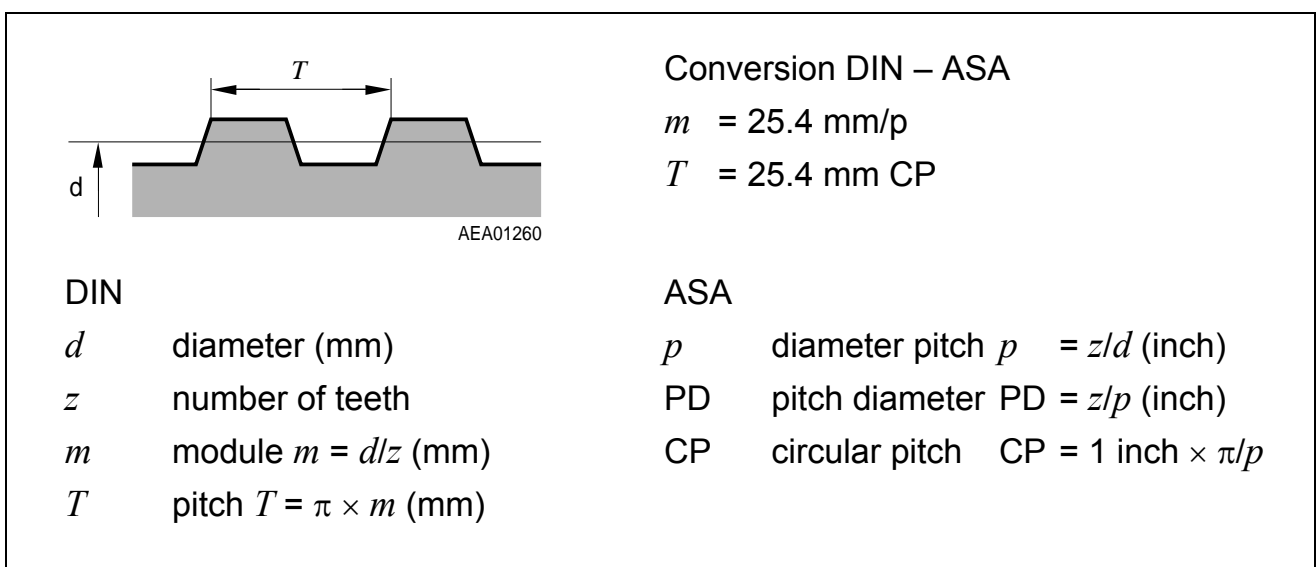 T
d
AEA01260
Conversion DIN – ASA
m = 25.4 mm/p
T = 25.4 mm CP
DIN
d diameter (mm)
z number of teeth
m module m = d/z (mm)
T pitch T = π × m (mm)
ASA
p diameter pitch p = z/d (inch)
PD pitch diameter PD = z/p (inch)
CP circular pitch CP = 1 inch × π/p